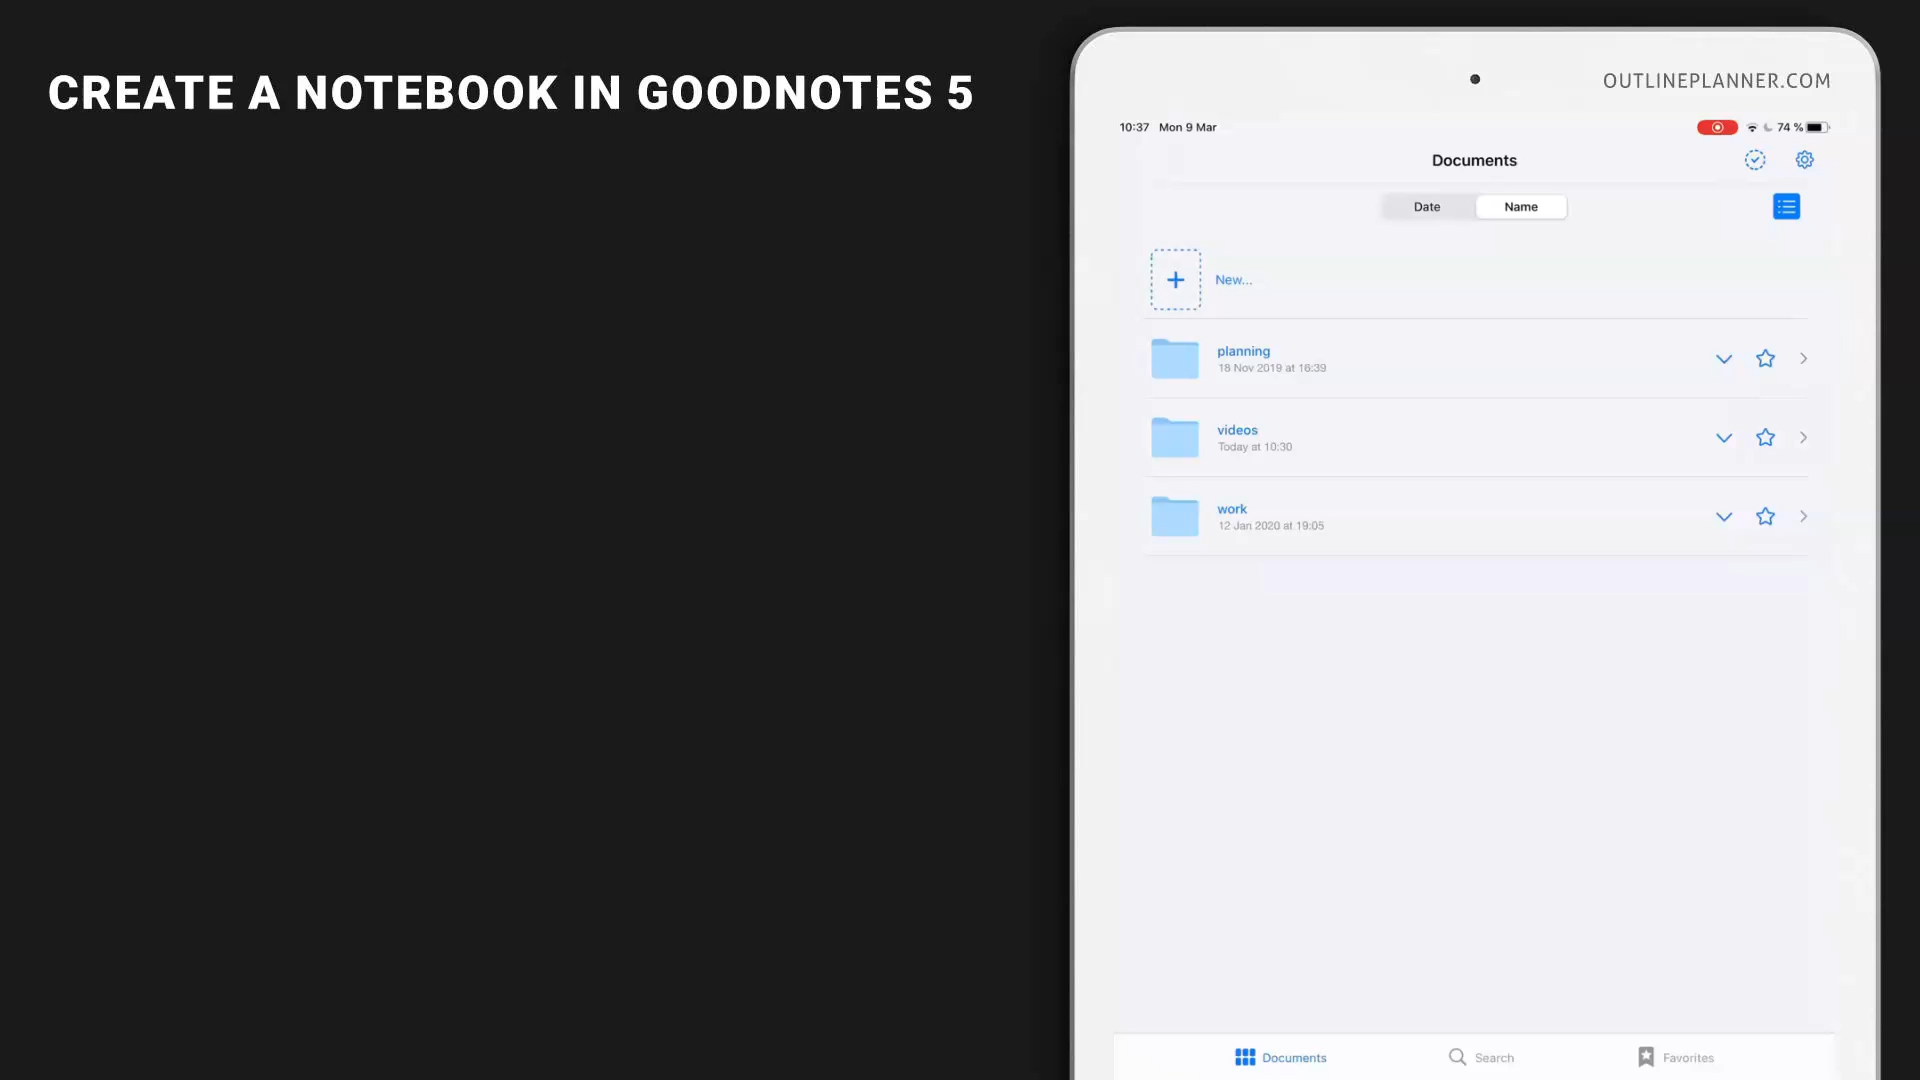 CREATE A NOTEBOOK IN GOODNOTES 5
OUTLINEPLANNER.COM
10:37 Mon 9 Mar
74 %
Documents
Date Name
New...
planning
18 Nov 2019 at 16:39
videos
Today at 10:30
work
12 Jan 2020 at 19:05
Documents Search Favorites